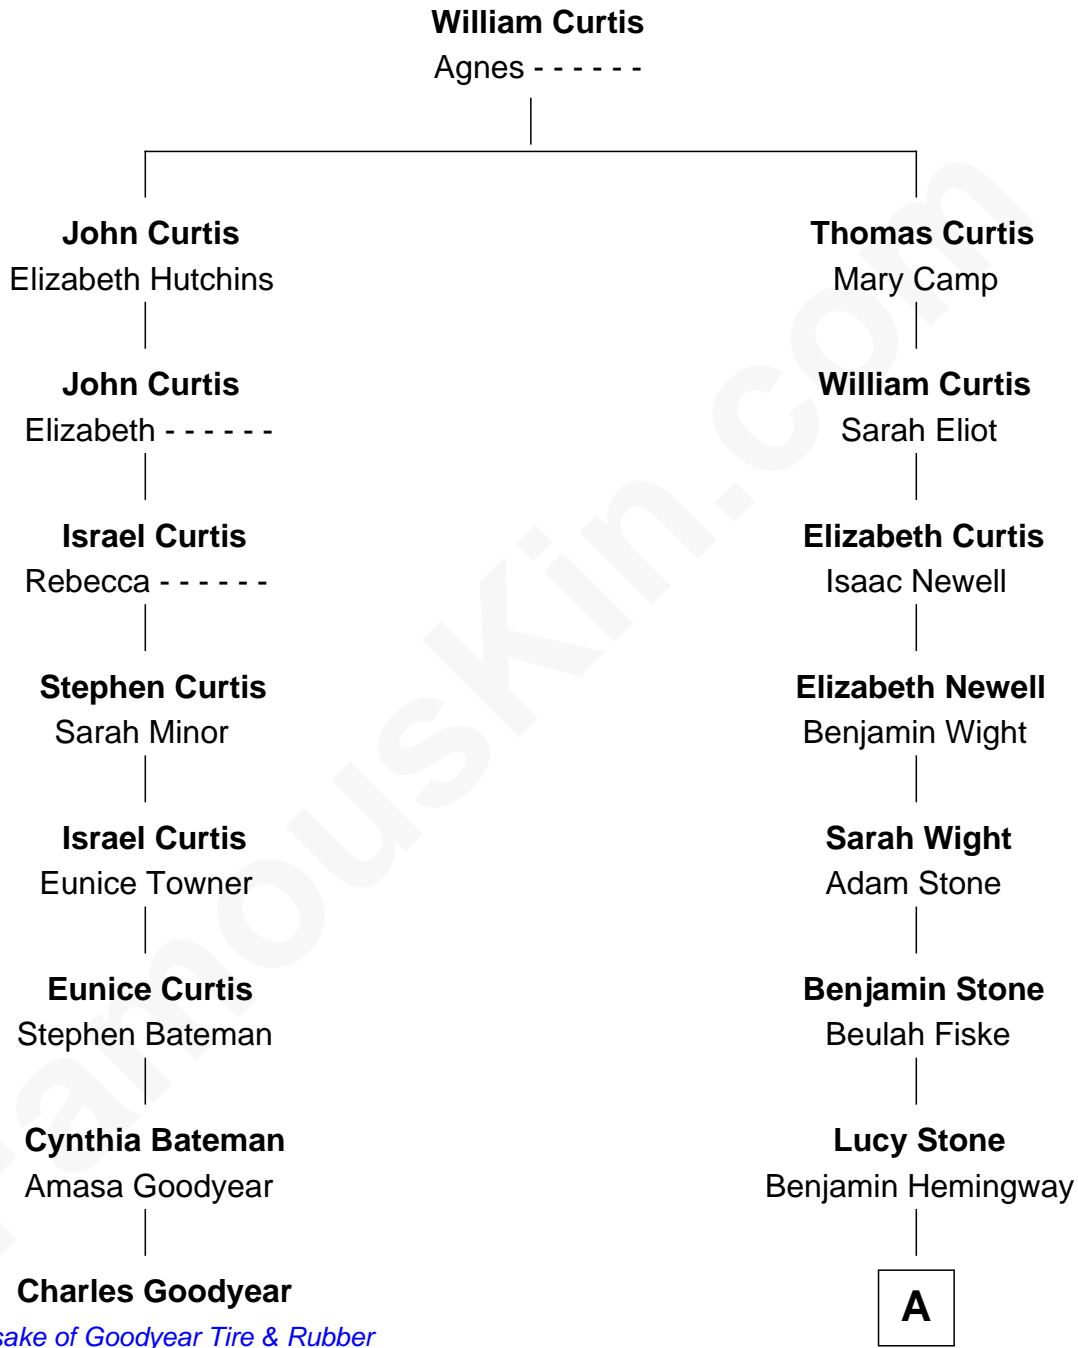 William Curtis
Agnes - - - - - -
John Curtis
Elizabeth Hutchins
Thomas Curtis
Mary Camp
John Curtis
Elizabeth - - - - - -
William Curtis
Sarah Eliot
Israel Curtis
Rebecca - - - - - -
Elizabeth Curtis
Isaac Newell
Stephen Curtis
Sarah Minor
Elizabeth Newell
Benjamin Wight
Israel Curtis
Eunice Towner
Sarah Wight
Adam Stone
Eunice Curtis
Stephen Bateman
Benjamin Stone
Beulah Fiske
Cynthia Bateman
Amasa Goodyear
Lucy Stone
Benjamin Hemingway
Charles Goodyear
A
of Goodyear Tire & Rubber
FamousKin.com